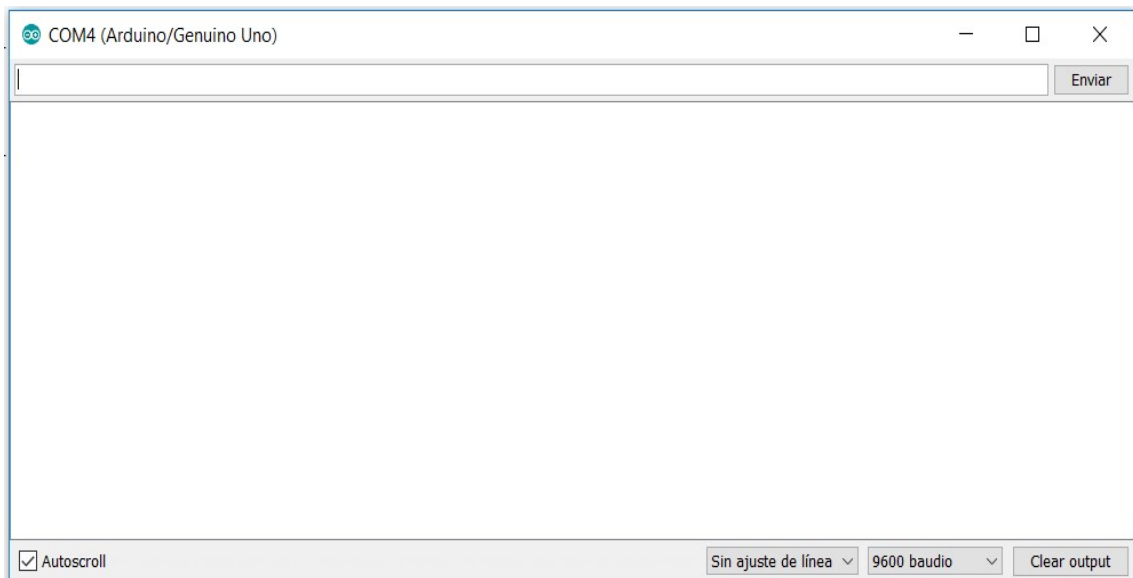 COM4 (Arduino/Genuino Uno)
Enviar
Autoscroll
Sin ajuste de línea
9600 baudio
Clear output